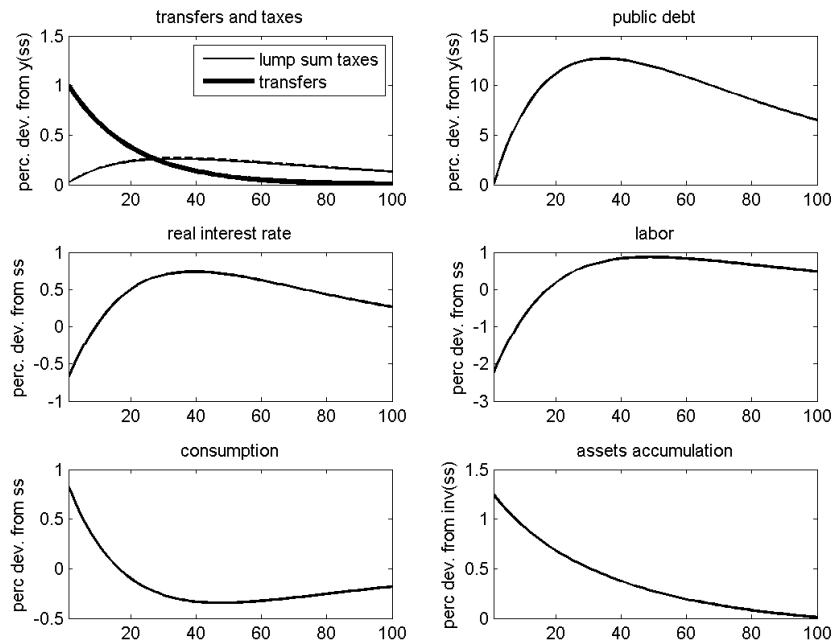 transfers and taxes
perc. dev. from y(ss)
1.5
1
0.5
0
20 40 60 80 100
lump sum taxes
transfers
public debt
perc. dev. from y(ss)
15
10
5
0
20 40 60 80 100
real interest rate
perc. dev. from ss
1
0.5
0
-0.5
-1
20 40 60 80 100
labor
perc dev. from ss
1
0
-1
-2
-3
20 40 60 80 100
consumption
perc dev. from ss
1
0.5
0
-0.5
20 40 60 80 100
assets accumulation
perc dev. from inv(ss)
1.5
1
0.5
0
20 40 60 80 100